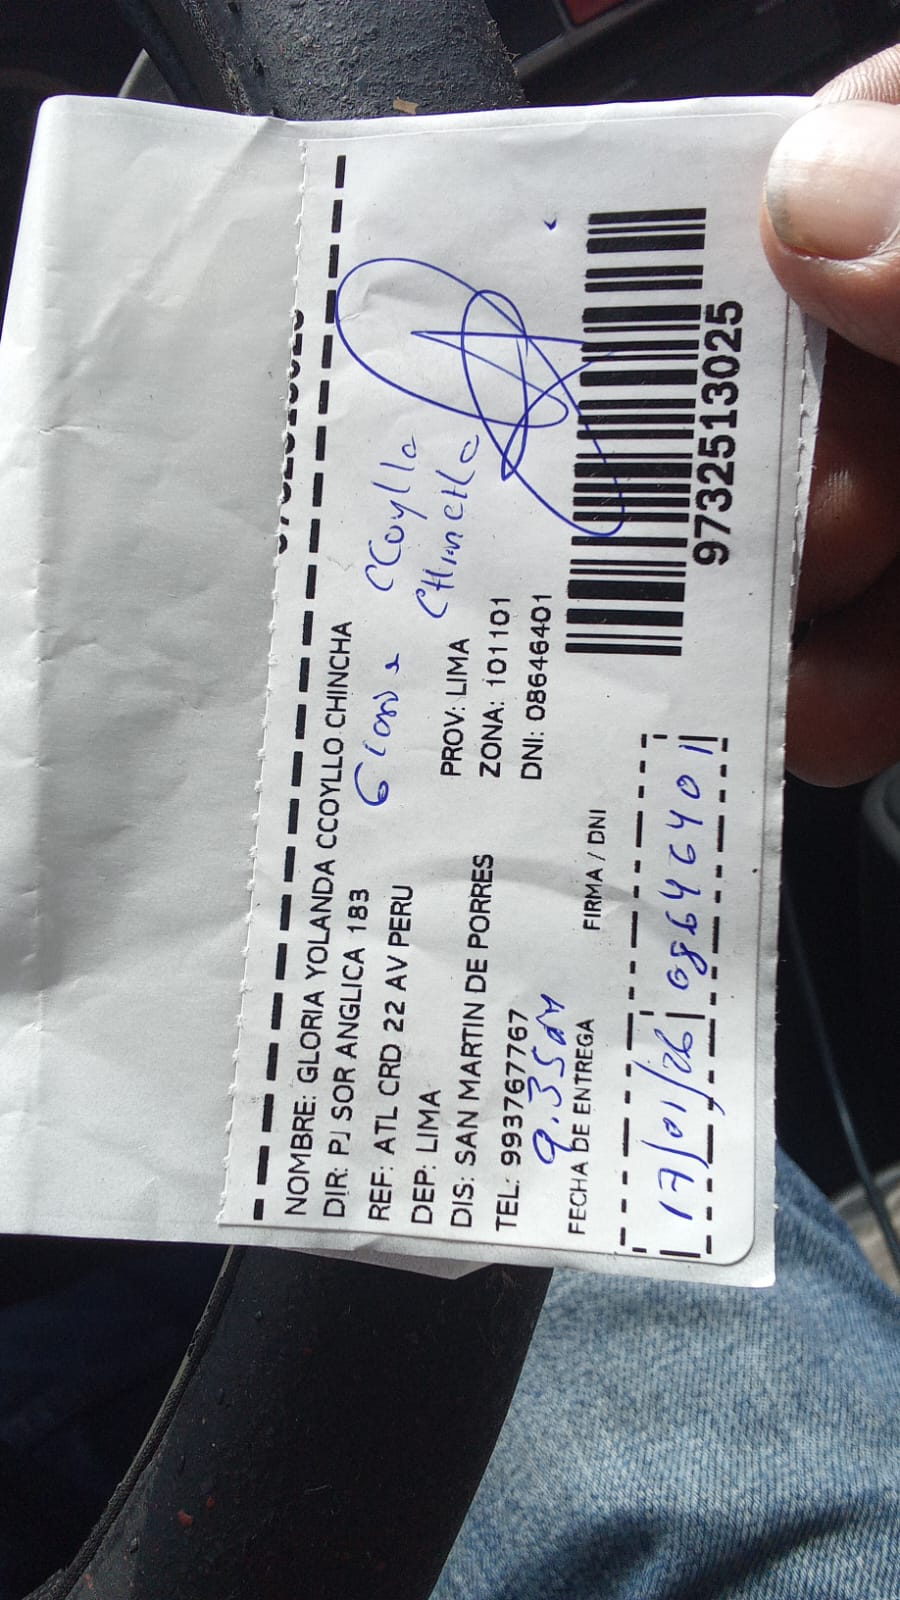 NOMBRE: GLORIA YOLANDA CCOYLLO CHINCHA
DIR: PJ SOR ANGLICA 183
REF: ATL CRD 22 AV PERU
Gloria Ccoyllo
DEP: LIMA
CHincHa
PROV: LIMA
DIS: SAN MARTIN DE PORRES
ZONA: 101101
TEL: 993767767
DNI: 08646401
9.35am
FECHA DE ENTREGA
FIRMA / DNI
17/01/26
08646401
9732513025